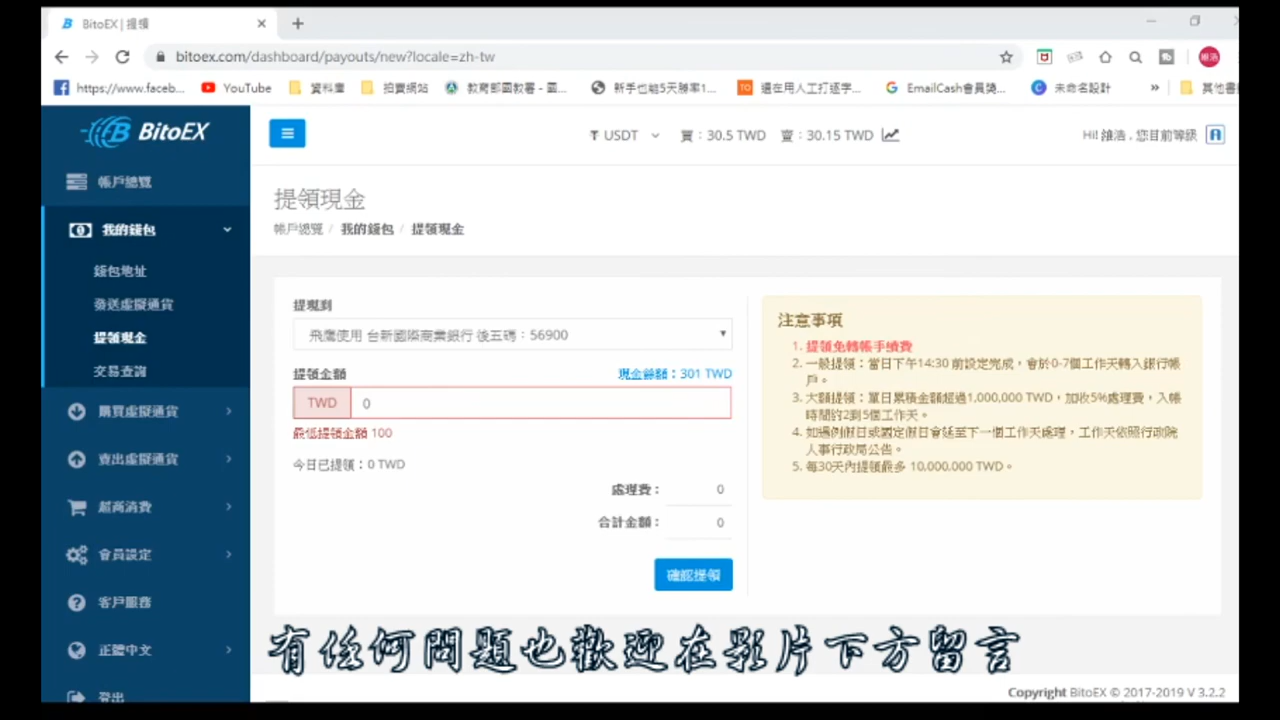 BitoEX | 提領
bitoex.com/dashboard/payouts/new?locale=zh-tw
https://www.faceb...
YouTube
資料庫
拍賣網站
教育部圖教署 - 圖...
新手也能5天勝率1...
還在用人工打逐字...
EmailCash會員獎...
未命名設計
»
其他書
BitoEX
USDT
買：30.5 TWD
賣：30.15 TWD
Hi! 維浩 , 您目前等級
帳戶總覽
我的錢包
錢包地址
發送虛擬通貨
提領現金
交易查詢
購買虛擬通貨
賣出虛擬通貨
超商消費
會員設定
客戶服務
正體中文
登出
提領現金
帳戶總覽 / 我的錢包 / 提領現金
提現到
飛鷹使用 台新國際商業銀行 後五碼：56900
提領金額
現金餘額：301 TWD
TWD
0
最低提領金額 100
今日已提領：0 TWD
處理費：
0
合計金額：
0
確認提領
注意事項
1. 提領免轉帳手續費
2. 一般提領：當日下午14:30 前設定完成，會於0-7個工作天轉入銀行帳
戶。
3. 大額提領：單日累積金額超過1,000,000 TWD，加收5%處理費，入帳
時間約2到5個工作天。
4. 如遇例假日或國定假日會延至下一個工作天處理，工作天依照行政院
人事行政局公告。
5. 每30天內提領最多 10,000,000 TWD。
有任何問題也歡迎在影片下方留言
Copyright BitoEX © 2017-2019 V 3.2.2